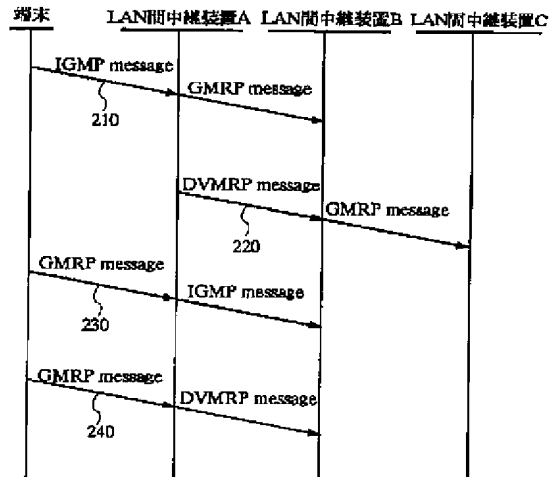 端末 LAN間中継装置A LAN間中継装置B LAN間中継装置C
IGMP message
GMRP message
210
DVMRP message
GMRP message
220
GMRP message
IGMP message
230
GMRP message
DVMRP message
240